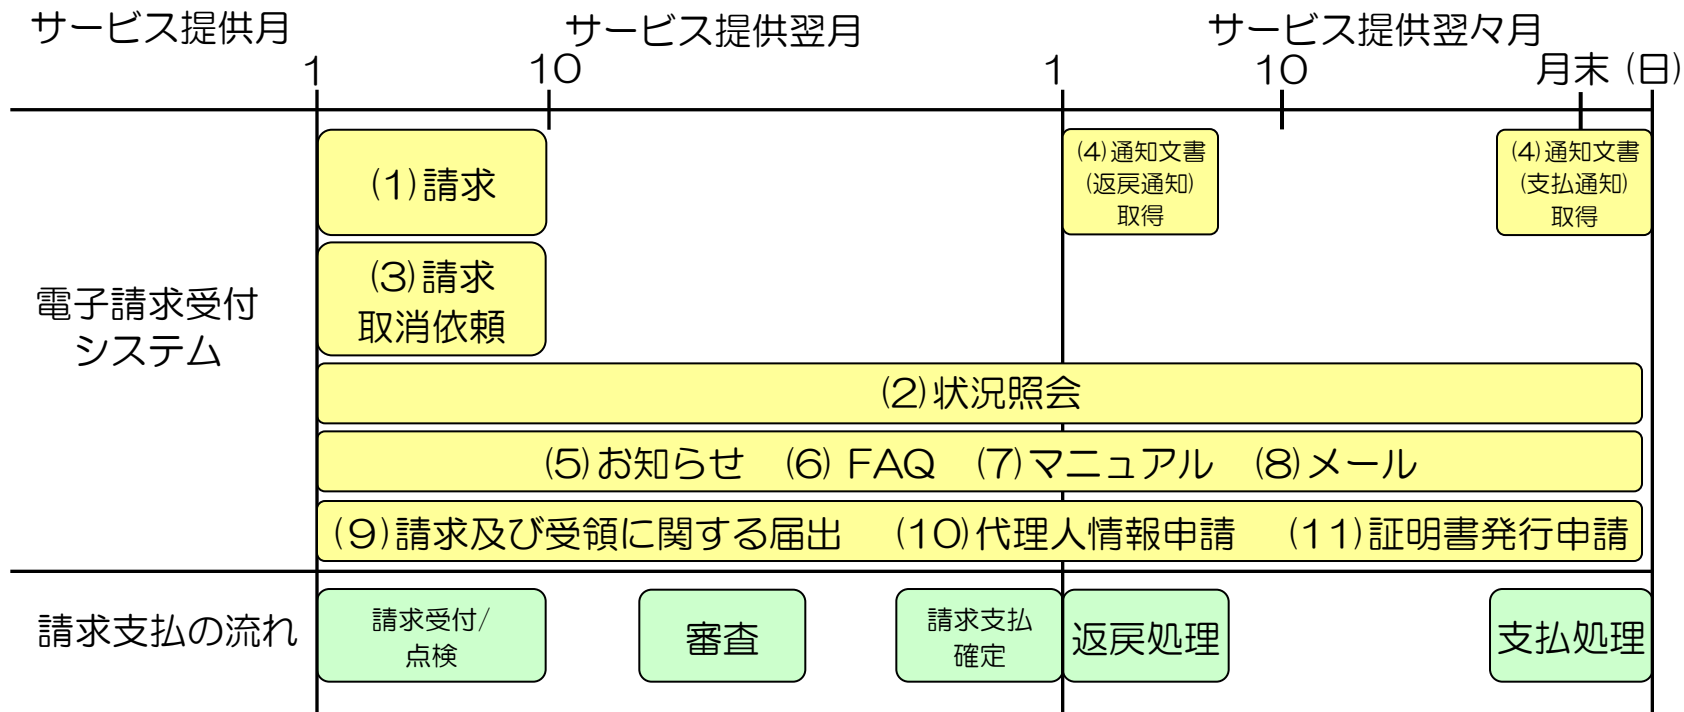 サービス提供月
サービス提供翌月
サービス提供翌々月
1
10
1
10
月末 (日)
電子請求受付
システム
(1)請求
(4)通知文書
(返戻通知)
取得
(4)通知文書
(支払通知)
取得
(3)請求
取消依頼
(2)状況照会
(5)お知らせ (6) FAQ (7)マニュアル (8)メール
(9)請求及び受領に関する届出 (10)代理人情報申請 (11)証明書発行申請
請求支払の流れ
請求受付/
点検
審査
請求支払
確定
返戻処理
支払処理